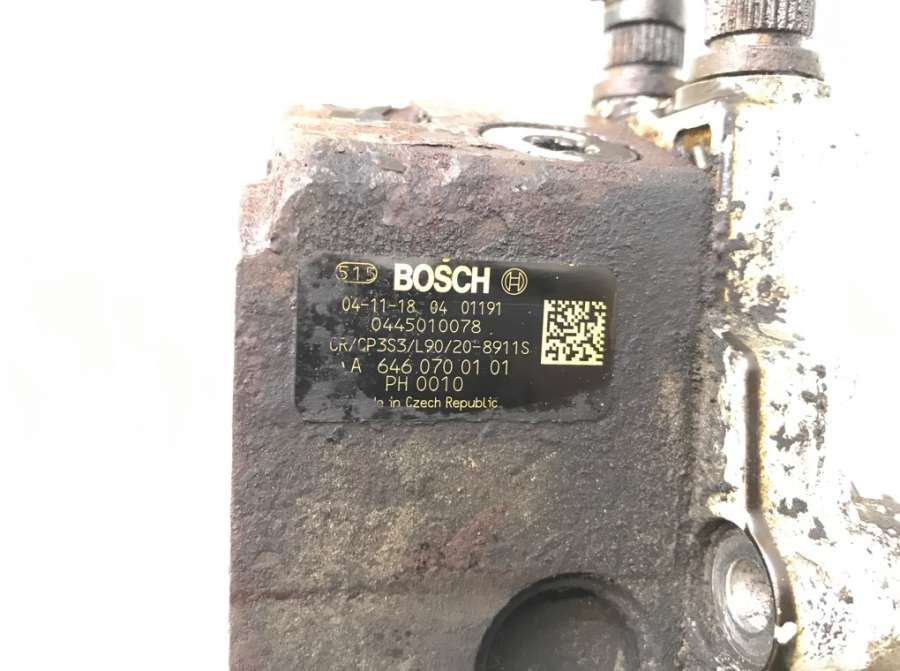 515 BOSCH
04-11-18 04 01191
0445010078
CR/CP3S3/L90/20-8911S
A 646 070 01 01
PH 0010
in Czech Republic